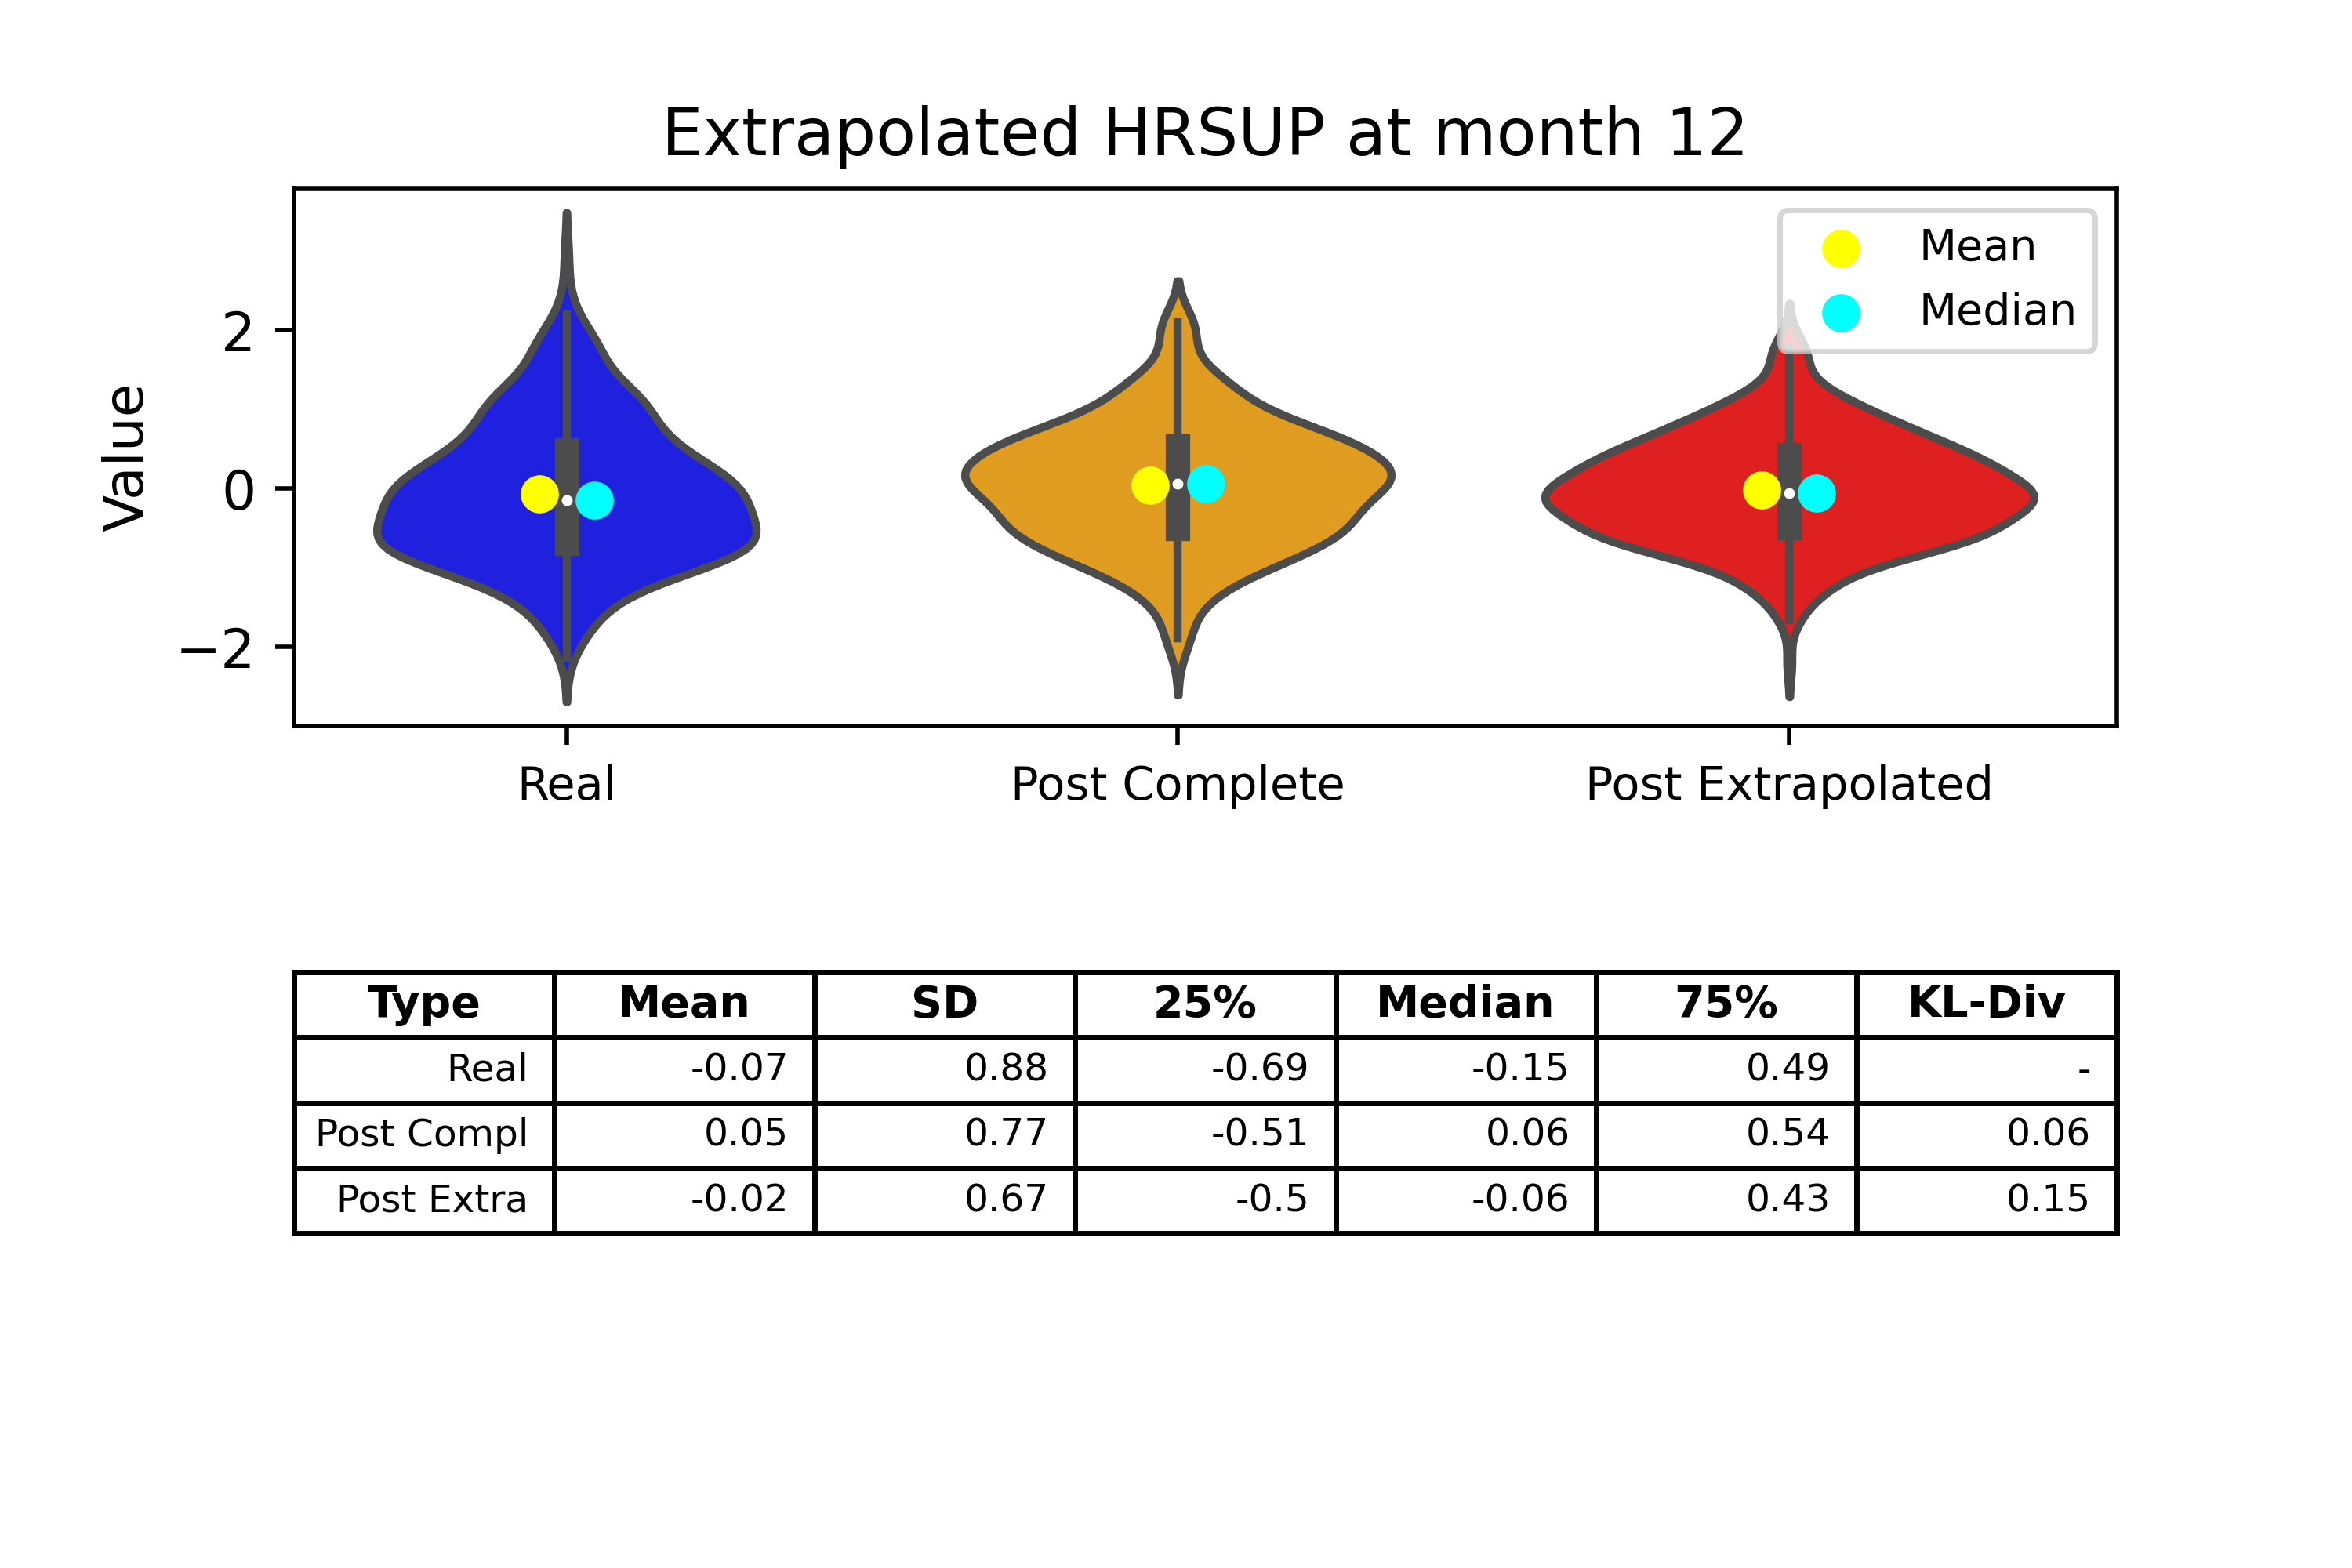 Extrapolated HRSUP at month 12
Mean
Median
Value
2
0
−2
Real Post Complete Post Extrapolated
Type Mean SD 25% Median 75% KL-Div
Real -0.07 0.88 -0.69 -0.15 0.49 -
Post Compl 0.05 0.77 -0.51 0.06 0.54 0.06
Post Extra -0.02 0.67 -0.5 -0.06 0.43 0.15